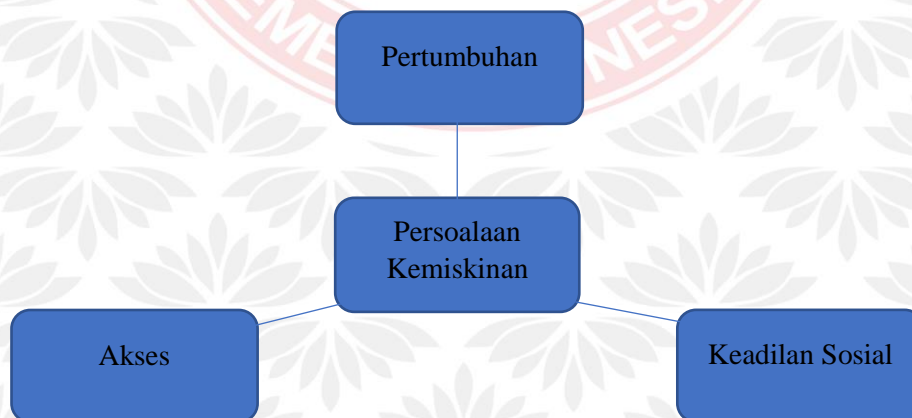 Pertumbuhan
Persoalaan
Kemiskinan
Akses
Keadilan Sosial